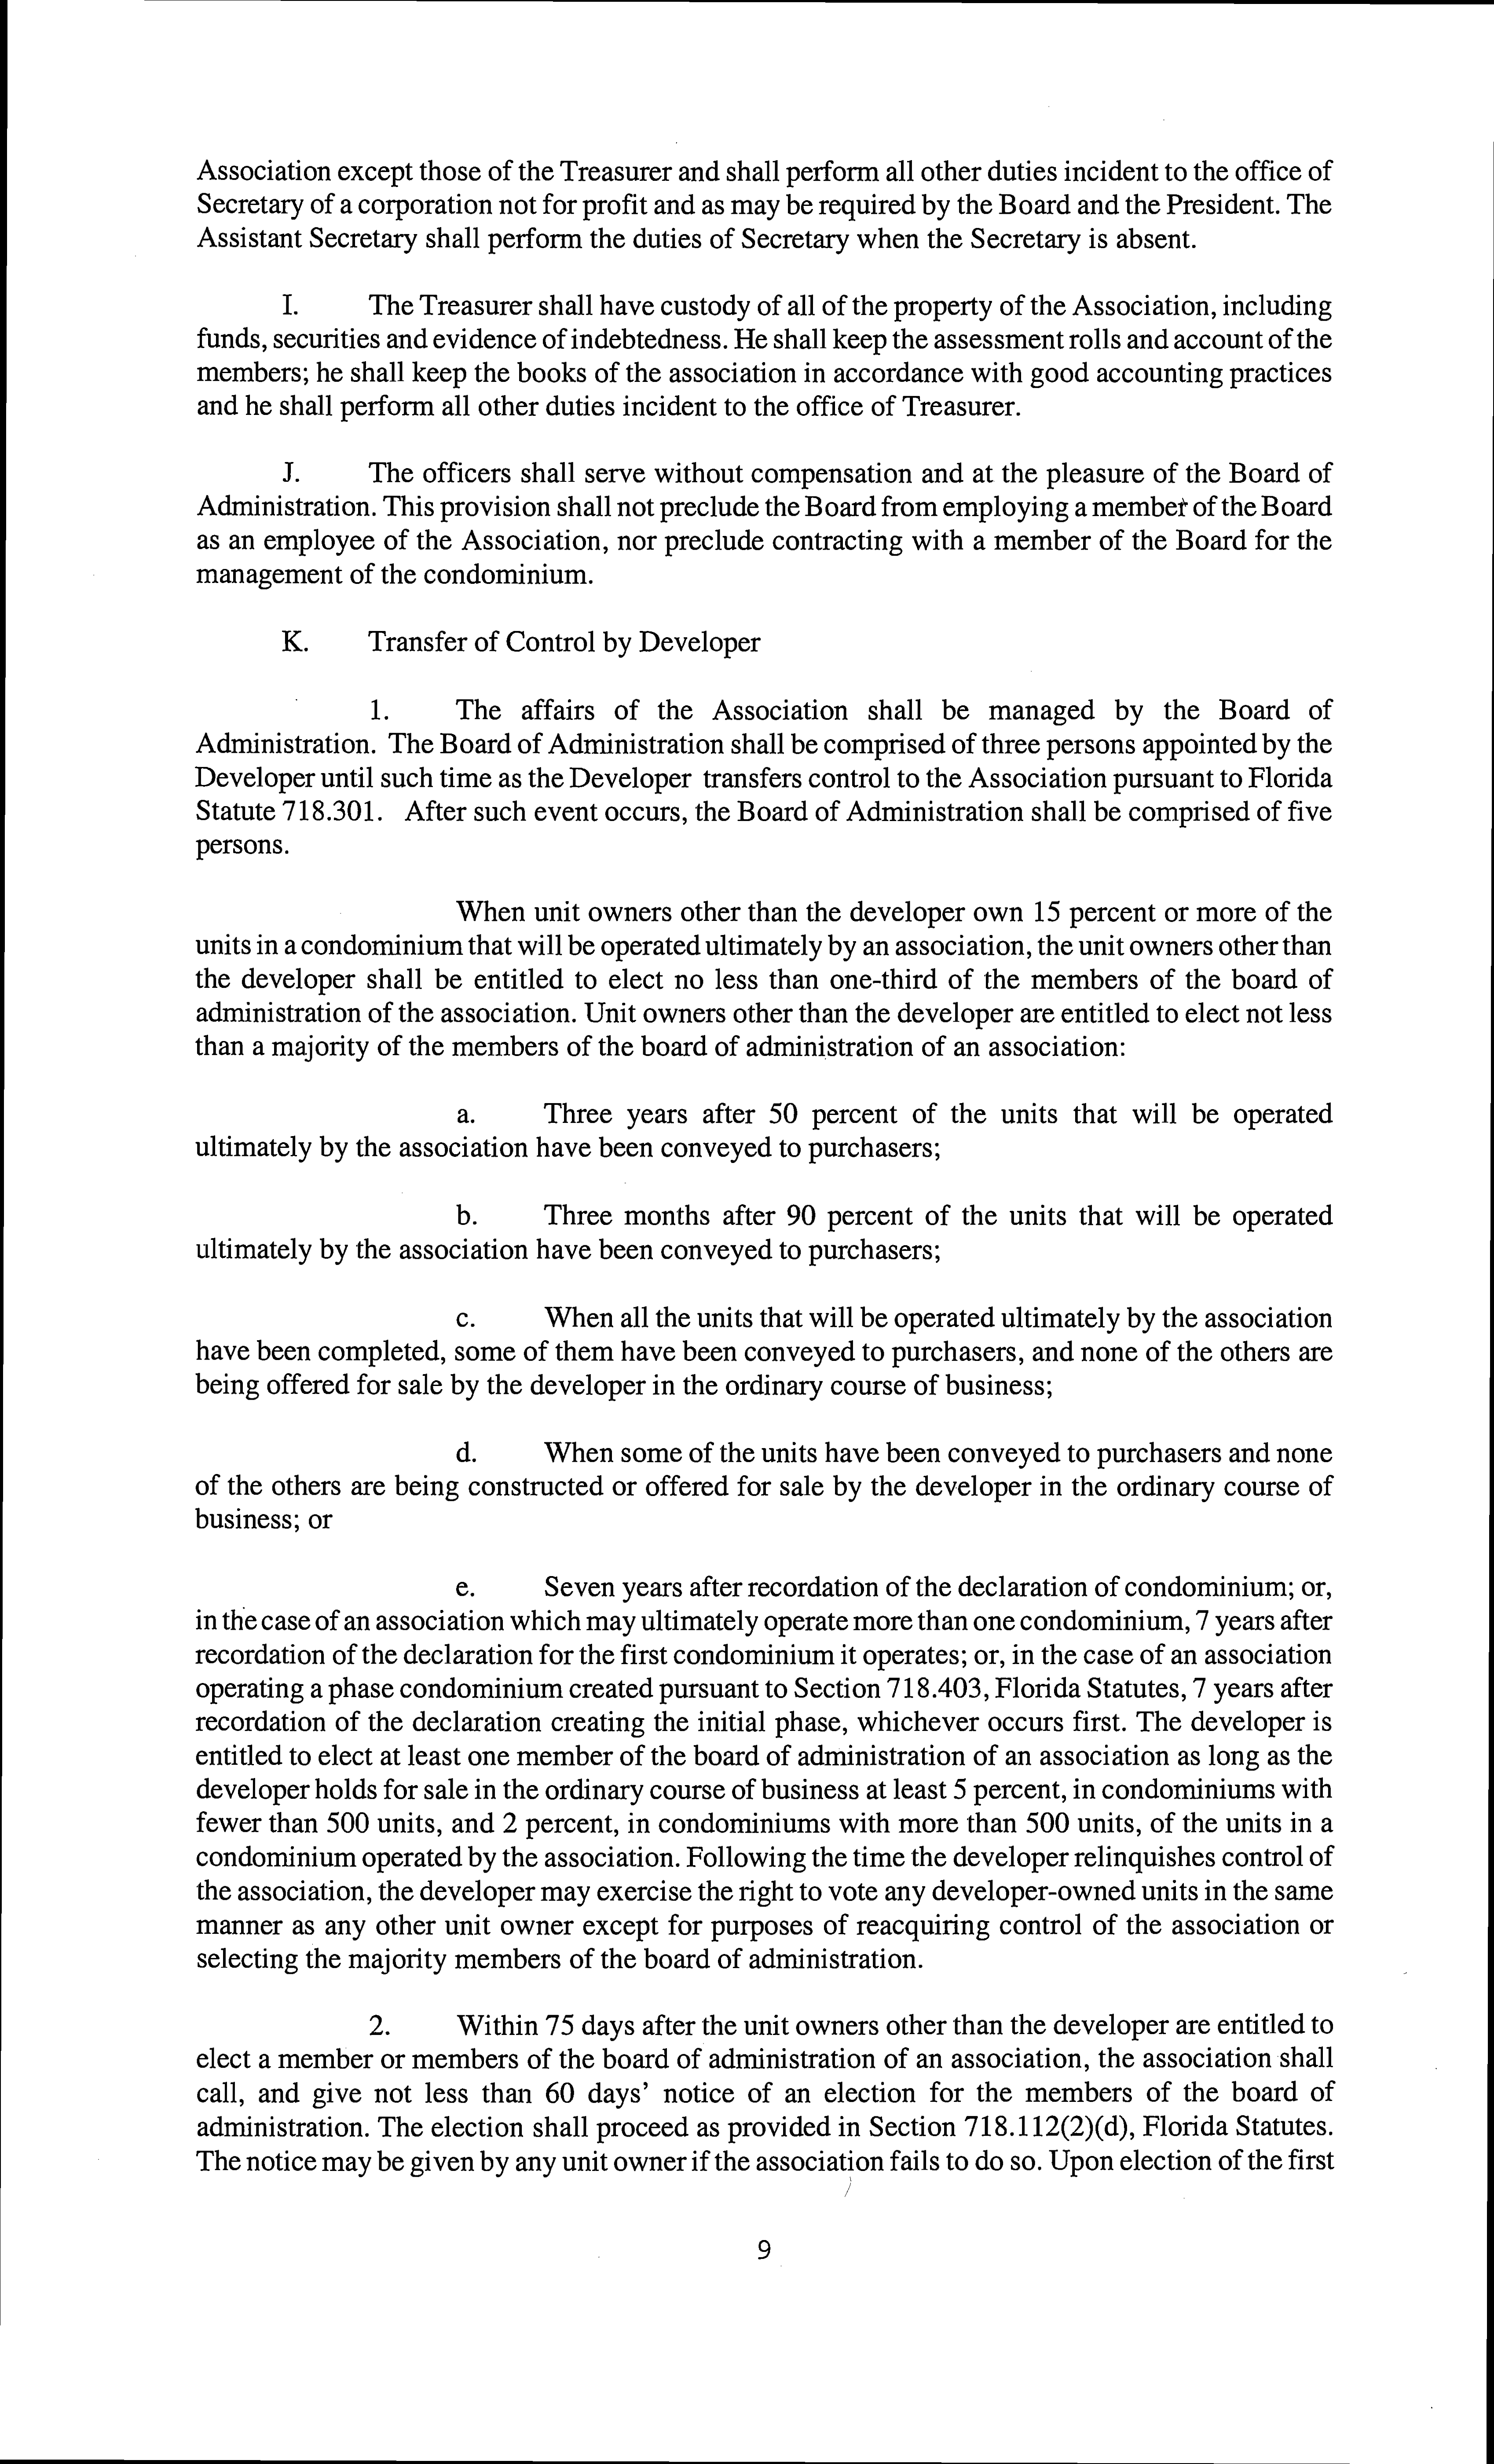 Association except those of the Treasurer and shall perform all other duties incident to the office of
Secretary of a corporation not for profit and as may be required by the Board and the President. The
Assistant Secretary shall perform the duties of Secretary when the Secretary is absent.
I. The Treasurer shall have custody of all of the property of the Association, including
funds, securities and evidence of indebtedness. He shall keep the assessment rolls and account of the
members; he shall keep the books of the association in accordance with good accounting practices
and he shall perform all other duties incident to the office of Treasurer.
J. The officers shall serve without compensation and at the pleasure of the Board of
Administration. This provision shall not preclude the Board from employing a member of the Board
as an employee of the Association, nor preclude contracting with a member of the Board for the
management of the condominium.
K. Transfer of Control by Developer
1. The affairs of the Association shall be managed by the Board of
Administration. The Board of Administration shall be comprised of three persons appointed by the
Developer until such time as the Developer transfers control to the Association pursuant to Florida
Statute 718.301. After such event occurs, the Board of Administration shall be comprised of five
persons.
When unit owners other than the developer own 15 percent or more of the
units in a condominium that will be operated ultimately by an association, the unit owners other than
the developer shall be entitled to elect no less than one-third of the members of the board of
administration of the association. Unit owners other than the developer are entitled to elect not less
than a majority of the members of the board of administration of an association:
a. Three years after 50 percent of the units that will be operated
ultimately by the association have been conveyed to purchasers;
b. Three months after 90 percent of the units that will be operated
ultimately by the association have been conveyed to purchasers;
c. When all the units that will be operated ultimately by the association
have been completed, some of them have been conveyed to purchasers, and none of the others are
being offered for sale by the developer in the ordinary course of business;
d. When some of the units have been conveyed to purchasers and none
of the others are being constructed or offered for sale by the developer in the ordinary course of
business; or
e. Seven years after recordation of the declaration of condominium; or,
in the case of an association which may ultimately operate more than one condominium, 7 years after
recordation of the declaration for the first condominium it operates; or, in the case of an association
operating a phase condominium created pursuant to Section 718.403, Florida Statutes, 7 years after
recordation of the declaration creating the initial phase, whichever occurs first. The developer is
entitled to elect at least one member of the board of administration of an association as long as the
developer holds for sale in the ordinary course of business at least 5 percent, in condominiums with
fewer than 500 units, and 2 percent, in condominiums with more than 500 units, of the units in a
condominium operated by the association. Following the time the developer relinquishes control of
the association, the developer may exercise the right to vote any developer-owned units in the same
manner as any other unit owner except for purposes of reacquiring control of the association or
selecting the majority members of the board of administration.
2. Within 75 days after the unit owners other than the developer are entitled to
elect a member or members of the board of administration of an association, the association shall
call, and give not less than 60 days' notice of an election for the members of the board of
administration. The election shall proceed as provided in Section 718.112(2)(d), Florida Statutes.
The notice may be given by any unit owner if the association fails to do so. Upon election of the first
9